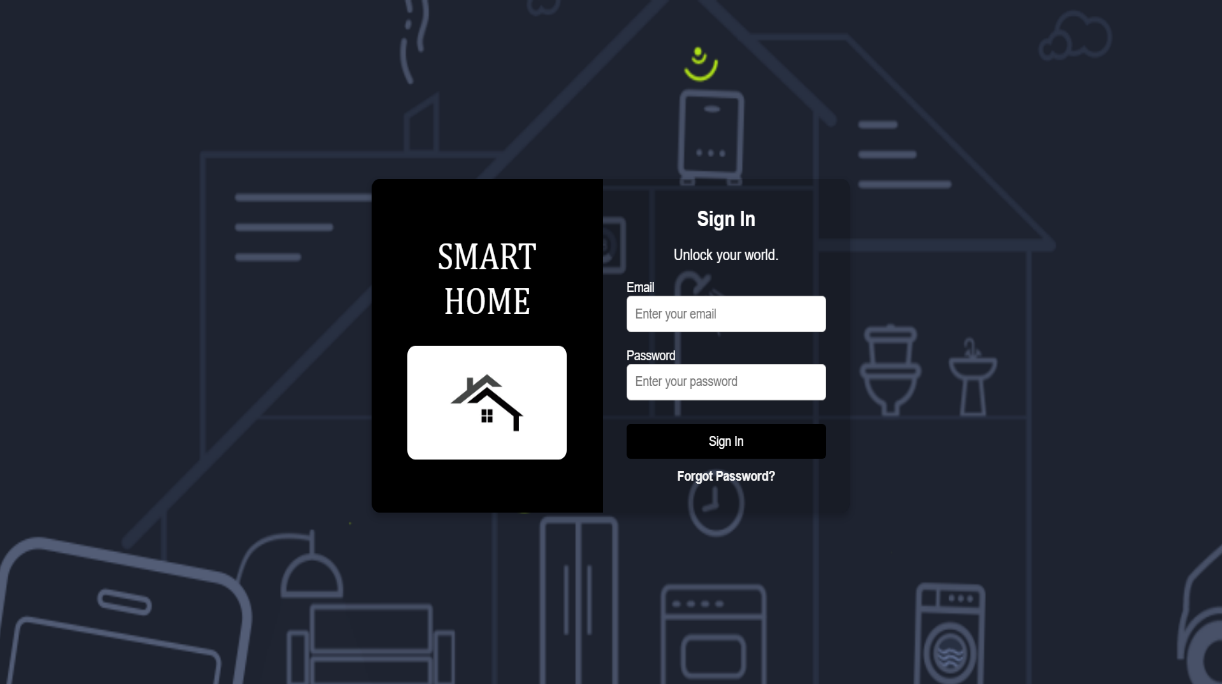 SMART
HOME
Sign In
Unlock your world.
Email
Enter your email
Password
Enter your password
Sign In
Forgot Password?